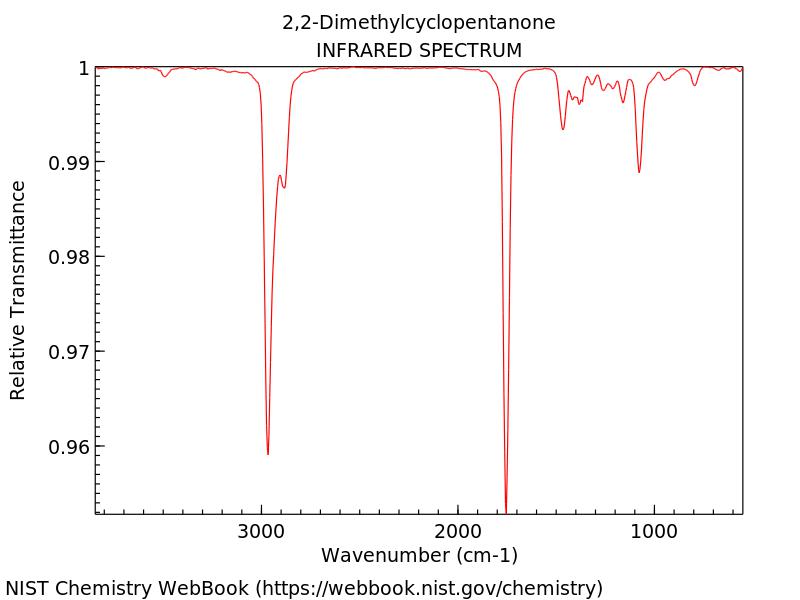 2,2-Dimethylcyclopentanone
INFRARED SPECTRUM
1
0.99
0.98
0.97
0.96
Relative Transmittance
3000
2000
1000
Wavenumber (cm-1)
NIST Chemistry WebBook (https://webbook.nist.gov/chemistry)